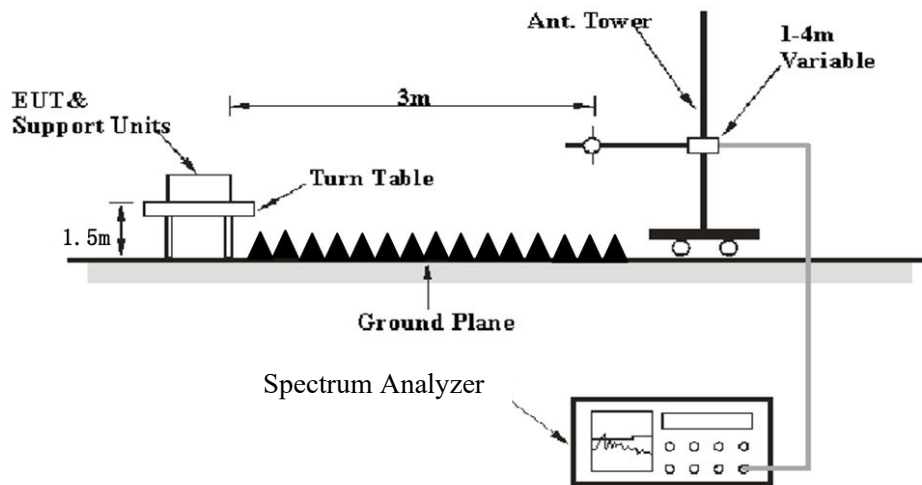 Ant. Tower
1-4m
Variable
EUT&
Support Units
3m
Turn Table
1.5m
Ground Plane
Spectrum Analyzer